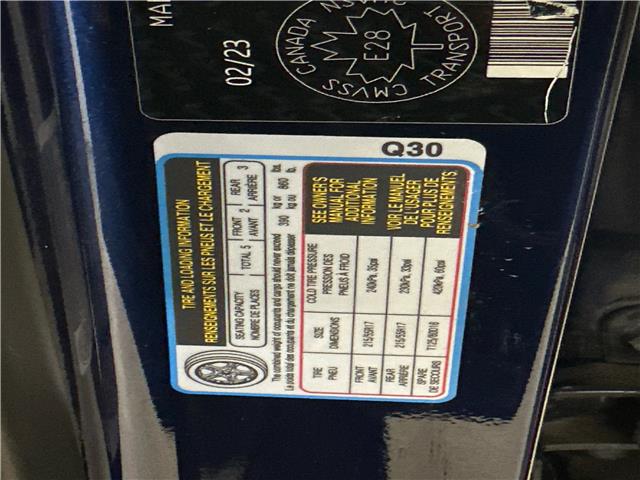 MAN
02/23
CANADA
CMVSS
TRANSPORT
E28
Q30
TIRE AND LOADING INFORMATION
RENSEIGNEMENTS SUR LES PNEUS ET LE CHARGEMENT
SEATING CAPACITY TOTAL 5 FRONT 2 REAR 3
NOMBRE DE PLACES AVANT ARRIÈRE
The combined weight of occupants and cargo should never exceed 390 kg or 860 lbs.
Le poids total des occupants et du chargement ne doit jamais dépasser kg ou lb.
TIRE SIZE COLD TIRE PRESSURE SEE OWNER'S
PNEU DIMENSIONS PRESSION DES MANUAL FOR
PNEUS À FROID ADDITIONAL
INFORMATION
FRONT 215/55R17 240kPa, 35psi
AVANT
REAR 215/55R17 230kPa, 33psi
ARRIÈRE
SPARE T125/80D16 420kPa, 60psi
DE SECOURS
VOIR LE MANUEL
DE L'USAGER
POUR PLUS DE
RENSEIGNEMENTS